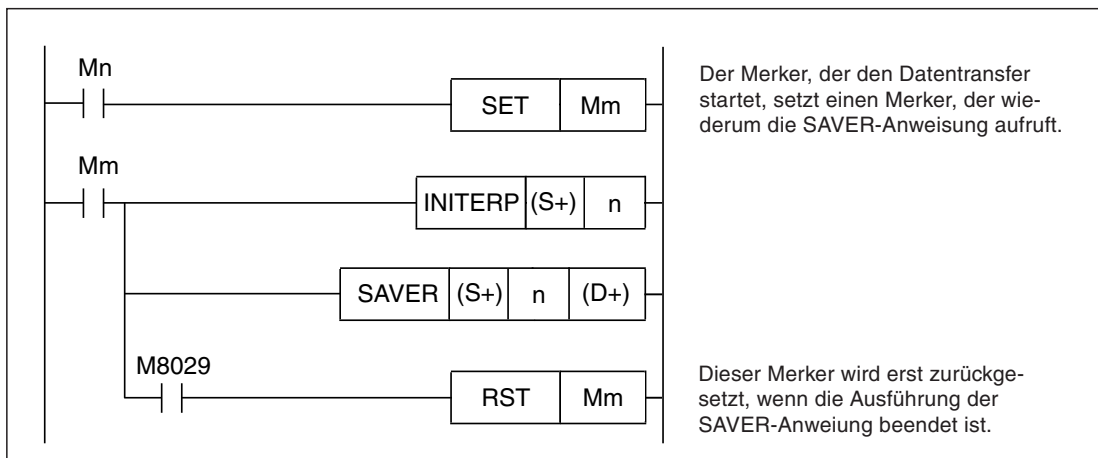 Mn
SET Mm
Der Merker, der den Datentransfer
startet, setzt einen Merker, der wie-
derum die SAVER-Anweisung aufruft.
Mm
INITERP (S+) n
SAVER (S+) n (D+)
M8029
RST Mm
Dieser Merker wird erst zurückge-
setzt, wenn die Ausführung der
SAVER-Anweiung beendet ist.